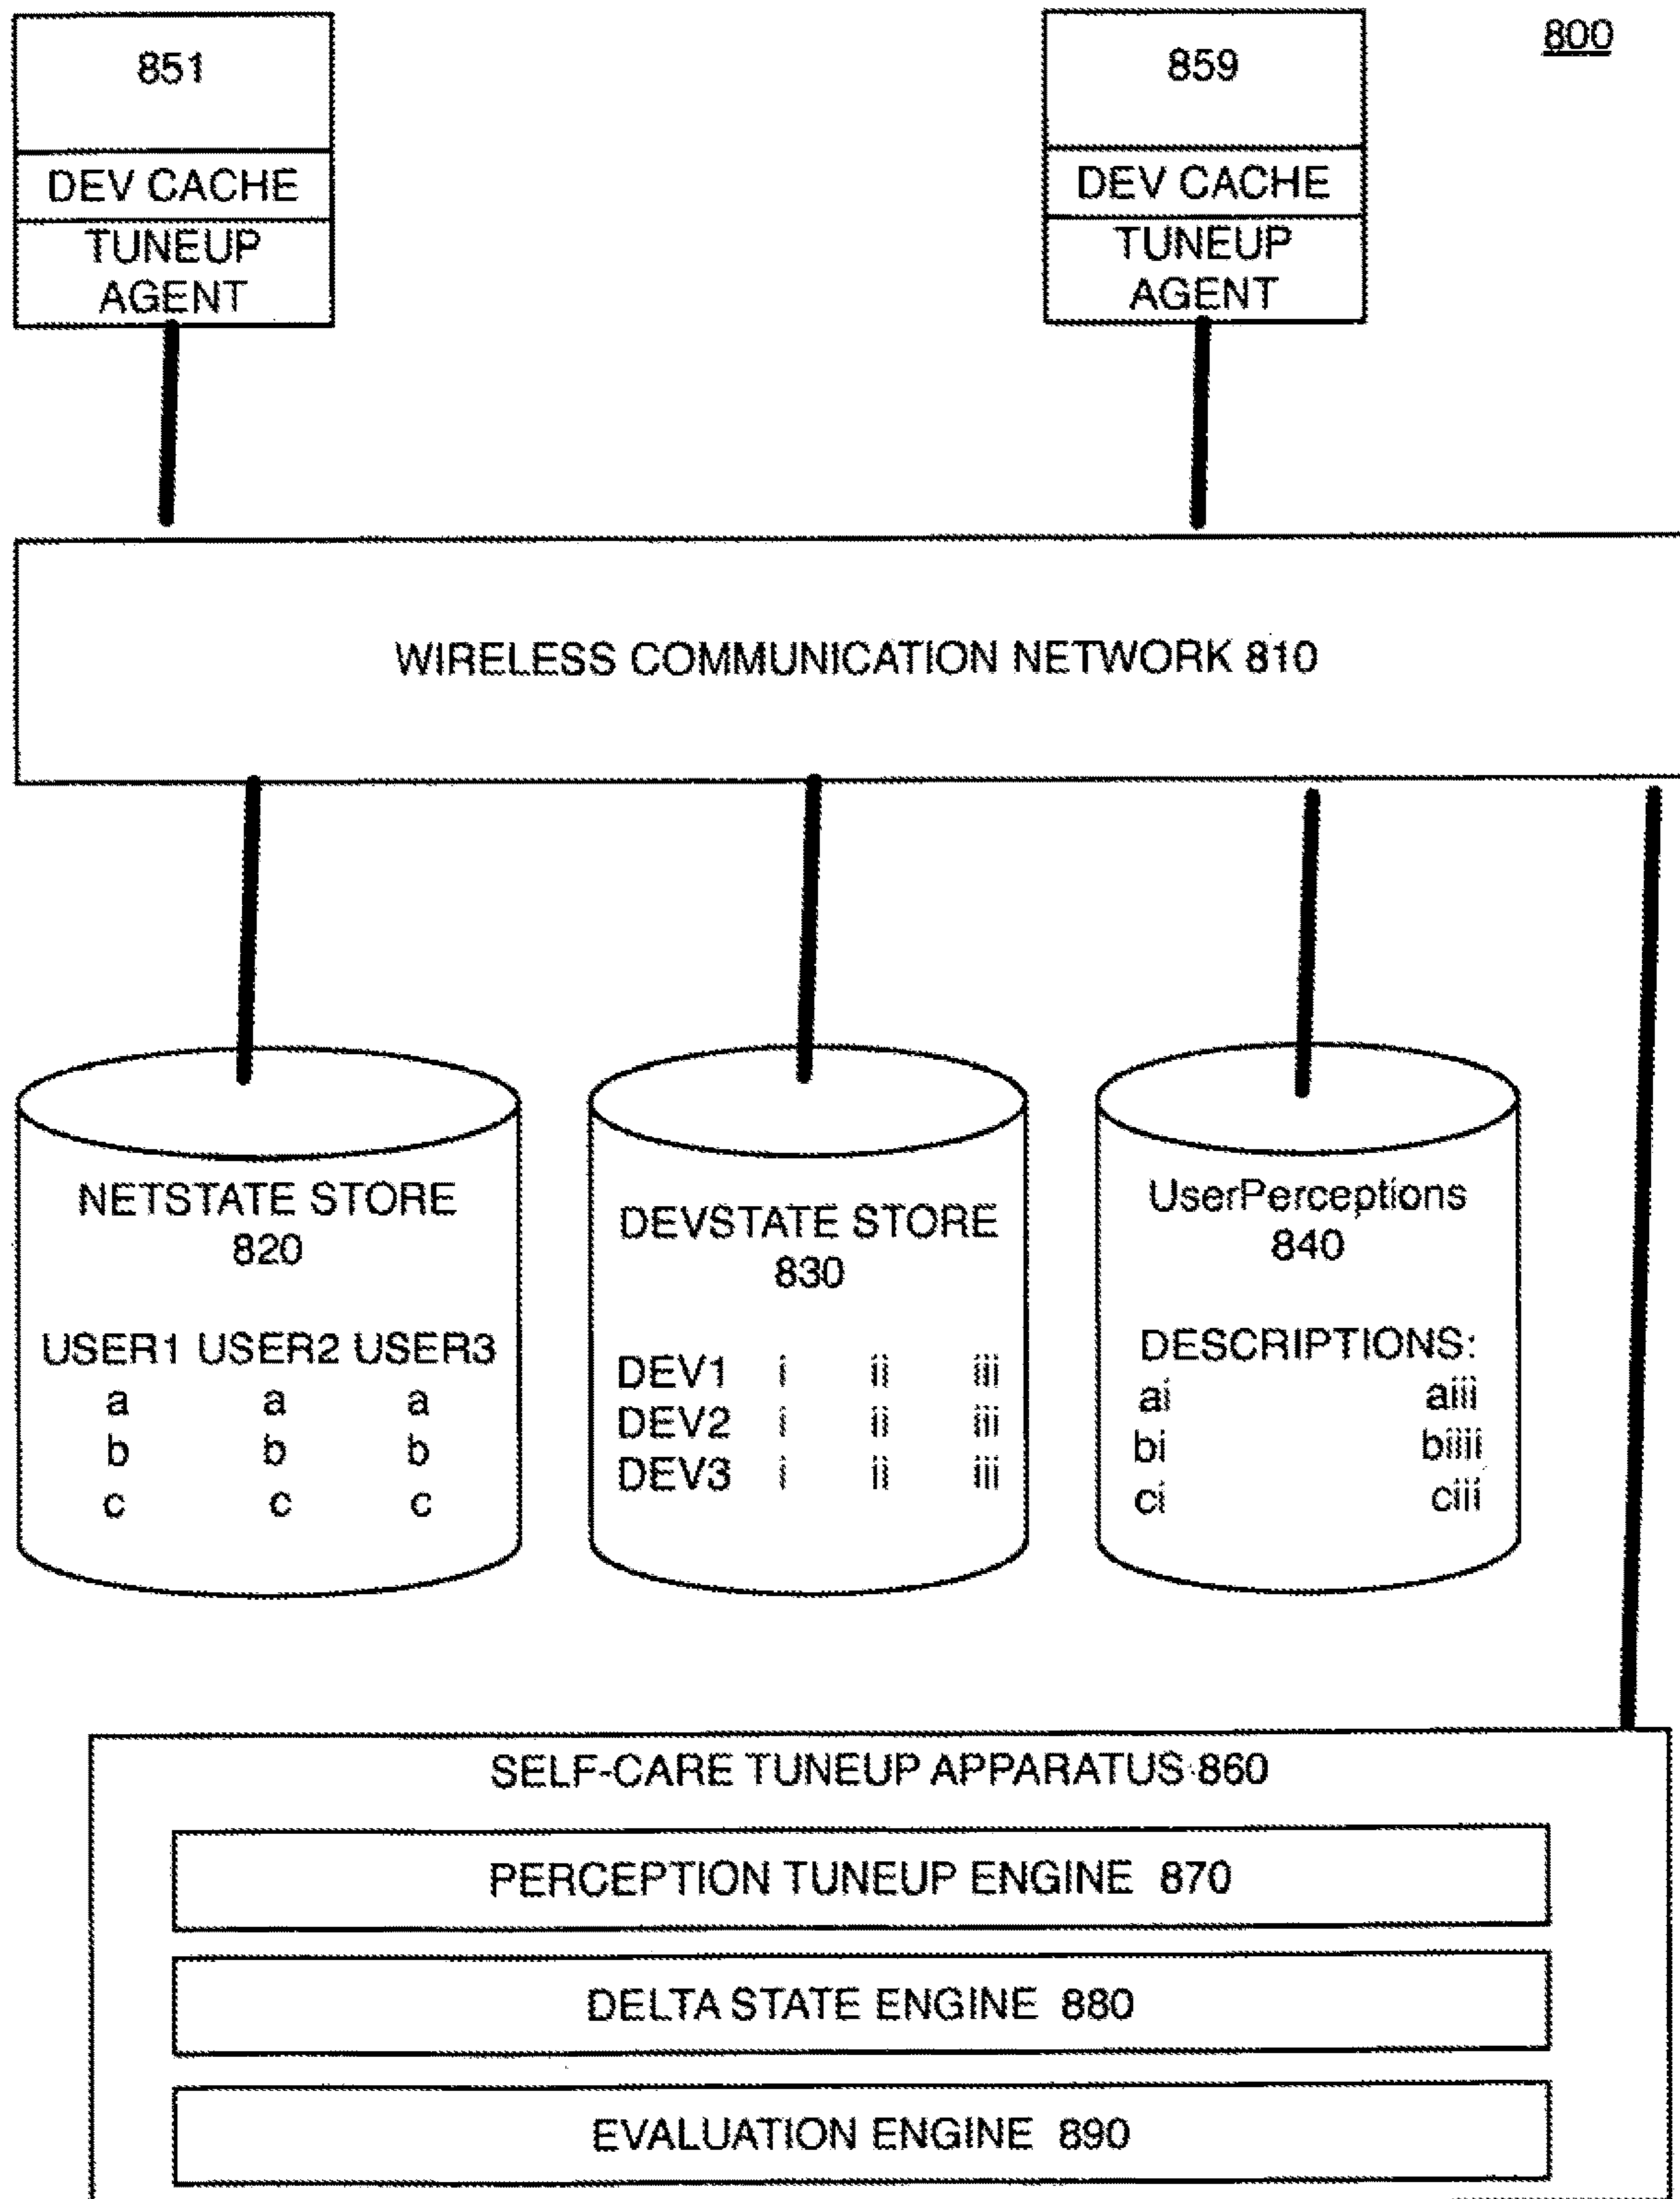 800
851
DEV CACHE
TUNEUP
AGENT
859
DEV CACHE
TUNEUP
AGENT
WIRELESS COMMUNICATION NETWORK 810
NETSTATE STORE
820
USER1 USER2 USER3
a a a
b b b
c c c
DEVSTATE STORE
830
DEV1 i ii iii
DEV2 i ii iii
DEV3 i ii iii
UserPerceptions
840
DESCRIPTIONS:
ai aiii
bi biiii
ci ciii
SELF-CARE TUNEUP APPARATUS 860
PERCEPTION TUNEUP ENGINE 870
DELTA STATE ENGINE 880
EVALUATION ENGINE 890